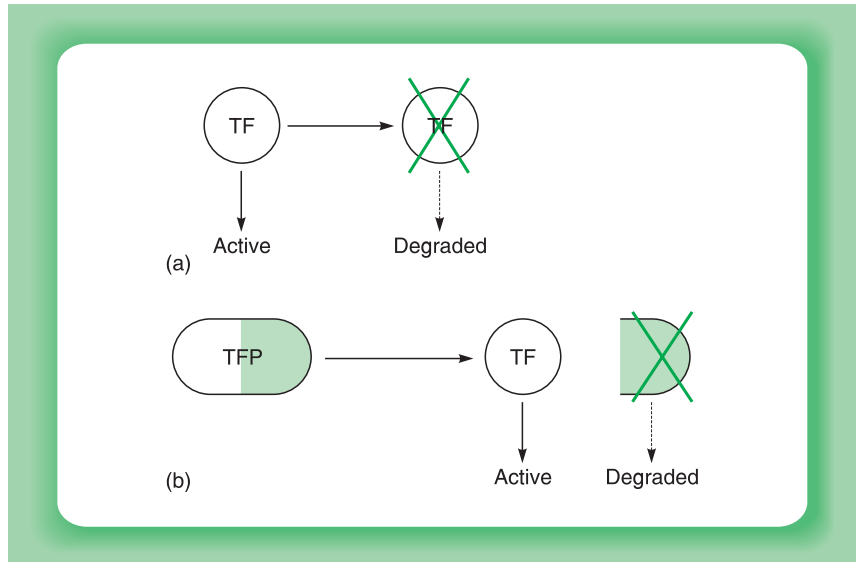 TF
TF
Active
Degraded
(a)
TFP
TF
Active
Degraded
(b)